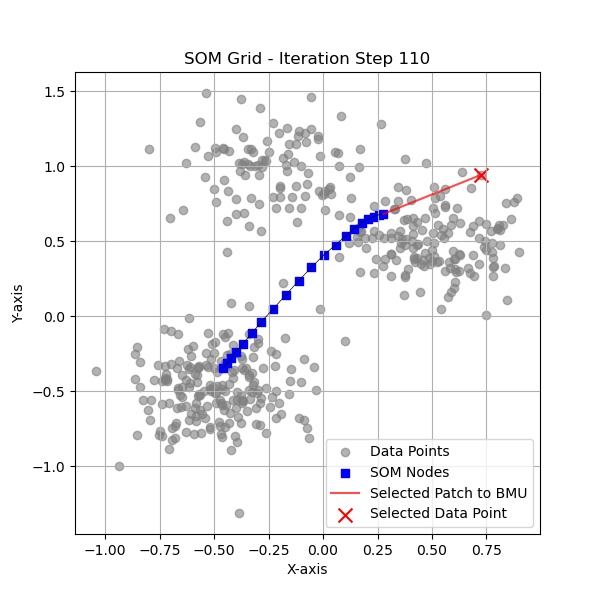 SOM Grid - Iteration Step 110
Y-axis
1.5
1.0
0.5
0.0
−0.5
−1.0
Data Points
SOM Nodes
Selected Patch to BMU
Selected Data Point
−1.00 −0.75 −0.50 −0.25 0.00 0.25 0.50 0.75
X-axis